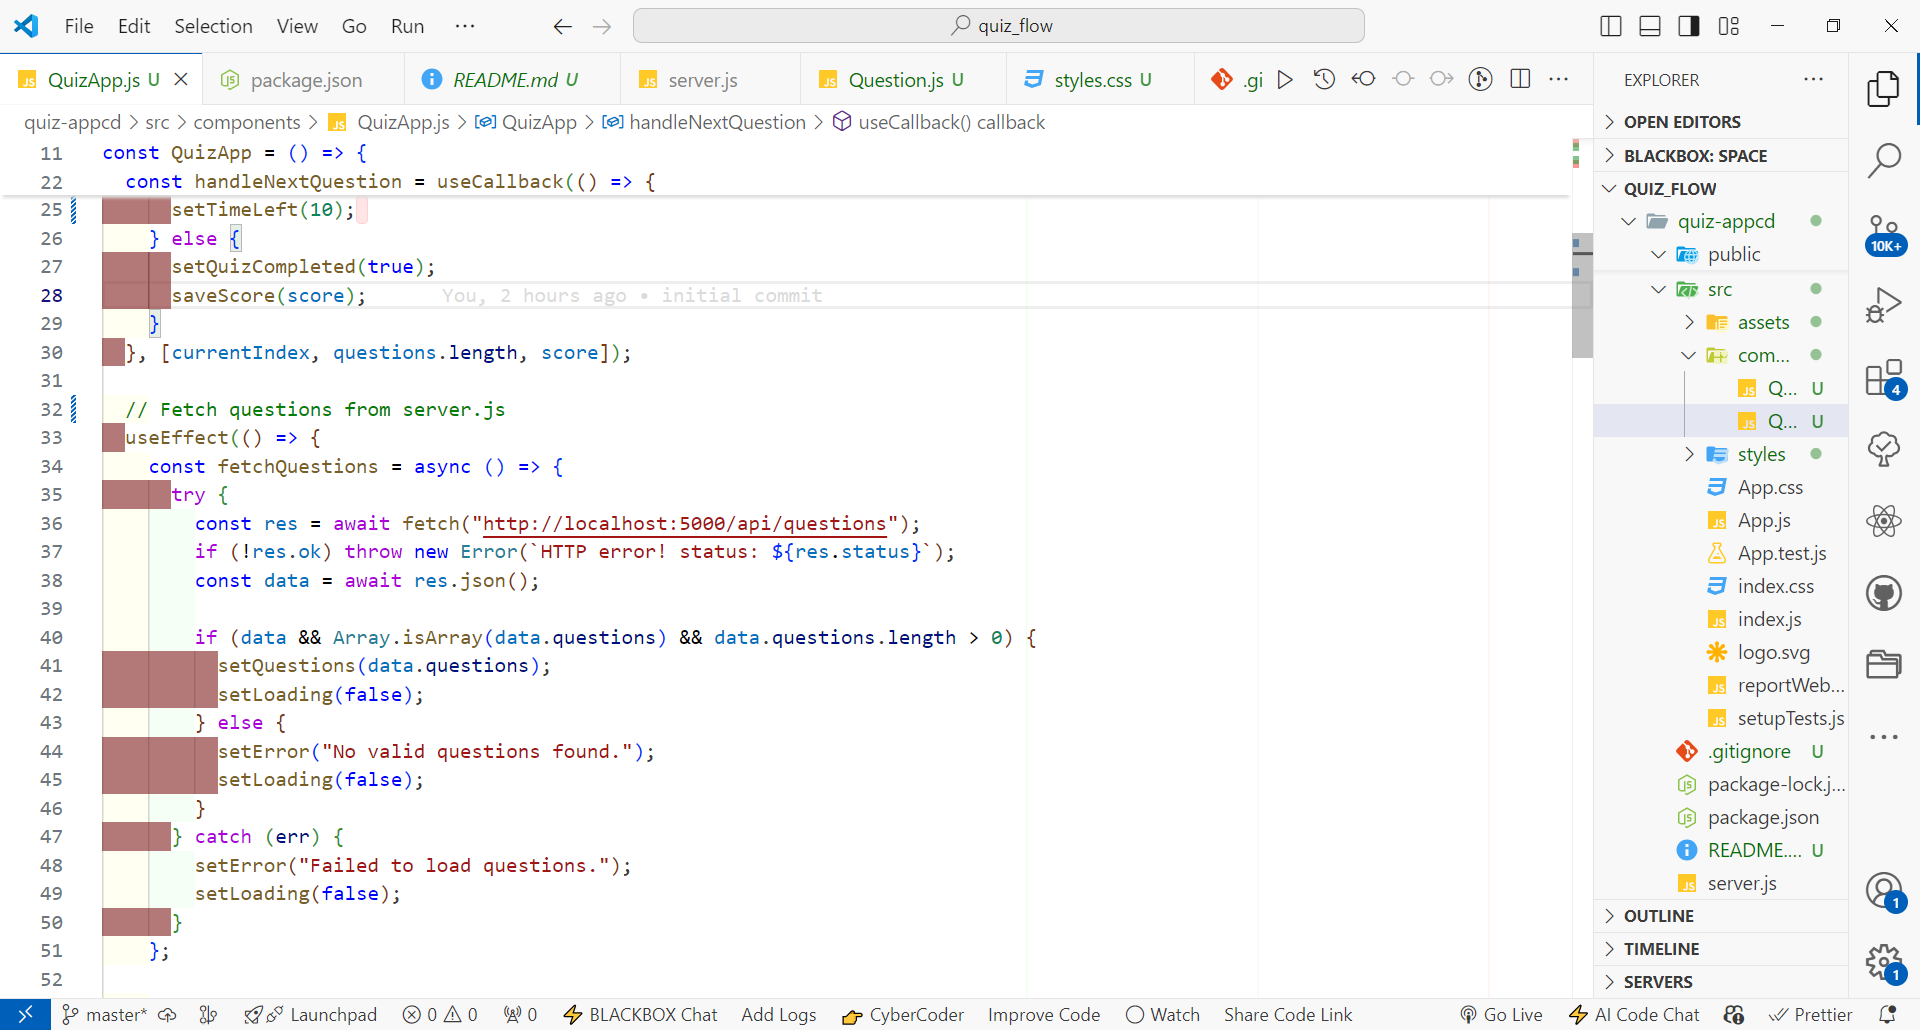 File Edit Selection View Go Run ···
quiz_flow
QuizApp.js U
package.json
README.md U
server.js
Question.js U
styles.css U
.gi
quiz-appcd > src > components > JS QuizApp.js > QuizApp > handleNextQuestion > useCallback() callback
11 const QuizApp = () => {
22 const handleNextQuestion = useCallback(() => {
25 setTimeLeft(10);
26 } else {
27 setQuizCompleted(true);
28 saveScore(score); You, 2 hours ago • initial commit
29 }
30 }, [currentIndex, questions.length, score]);
31
32 // Fetch questions from server.js
33 useEffect(() => {
34 const fetchQuestions = async () => {
35 try {
36 const res = await fetch("http://localhost:5000/api/questions");
37 if (!res.ok) throw new Error(`HTTP error! status: ${res.status}`);
38 const data = await res.json();
39
40 if (data && Array.isArray(data.questions) && data.questions.length > 0) {
41 setQuestions(data.questions);
42 setLoading(false);
43 } else {
44 setError("No valid questions found.");
45 setLoading(false);
46 }
47 } catch (err) {
48 setError("Failed to load questions.");
49 setLoading(false);
50 }
51 };
52
EXPLORER
OPEN EDITORS
BLACKBOX: SPACE
QUIZ_FLOW
quiz-appcd
public
src
assets
com...
JS Q... U
JS Q... U
styles
App.css
JS App.js
App.test.js
index.css
JS index.js
logo.svg
JS reportWeb...
JS setupTests.js
.gitignore U
package-lock.j...
package.json
README.... U
JS server.js
OUTLINE
TIMELINE
SERVERS
10K+
4
1
1
master* Launchpad 0 0 0 BLACKBOX Chat Add Logs CyberCoder Improve Code Watch Share Code Link Go Live AI Code Chat Prettier